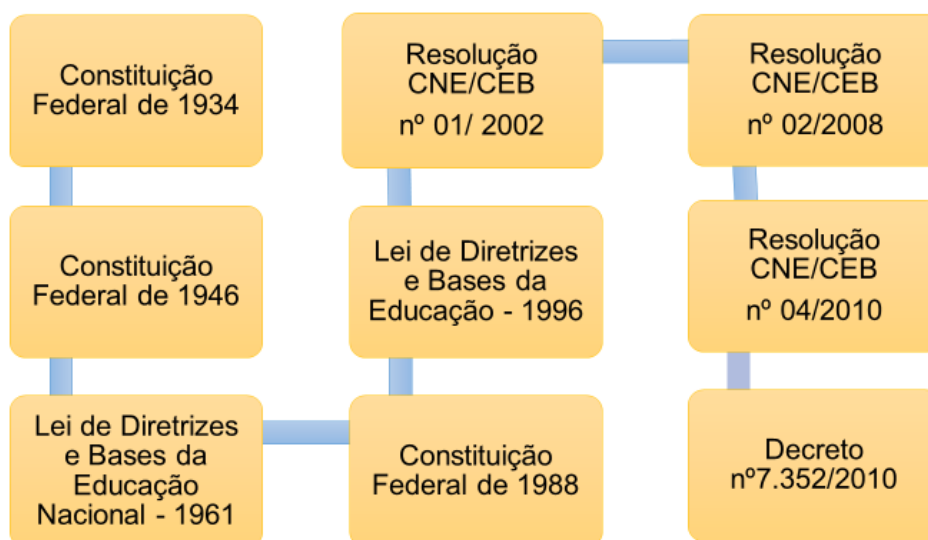 Constituição
Federal de 1934
Constituição
Federal de 1946
Lei de Diretrizes
e Bases da
Educação
Nacional - 1961
Constituição
Federal de 1988
Lei de Diretrizes
e Bases da
Educação - 1996
Resolução
CNE/CEB
nº 01/ 2002
Resolução
CNE/CEB
nº 02/2008
Resolução
CNE/CEB
nº 04/2010
Decreto
nº7.352/2010